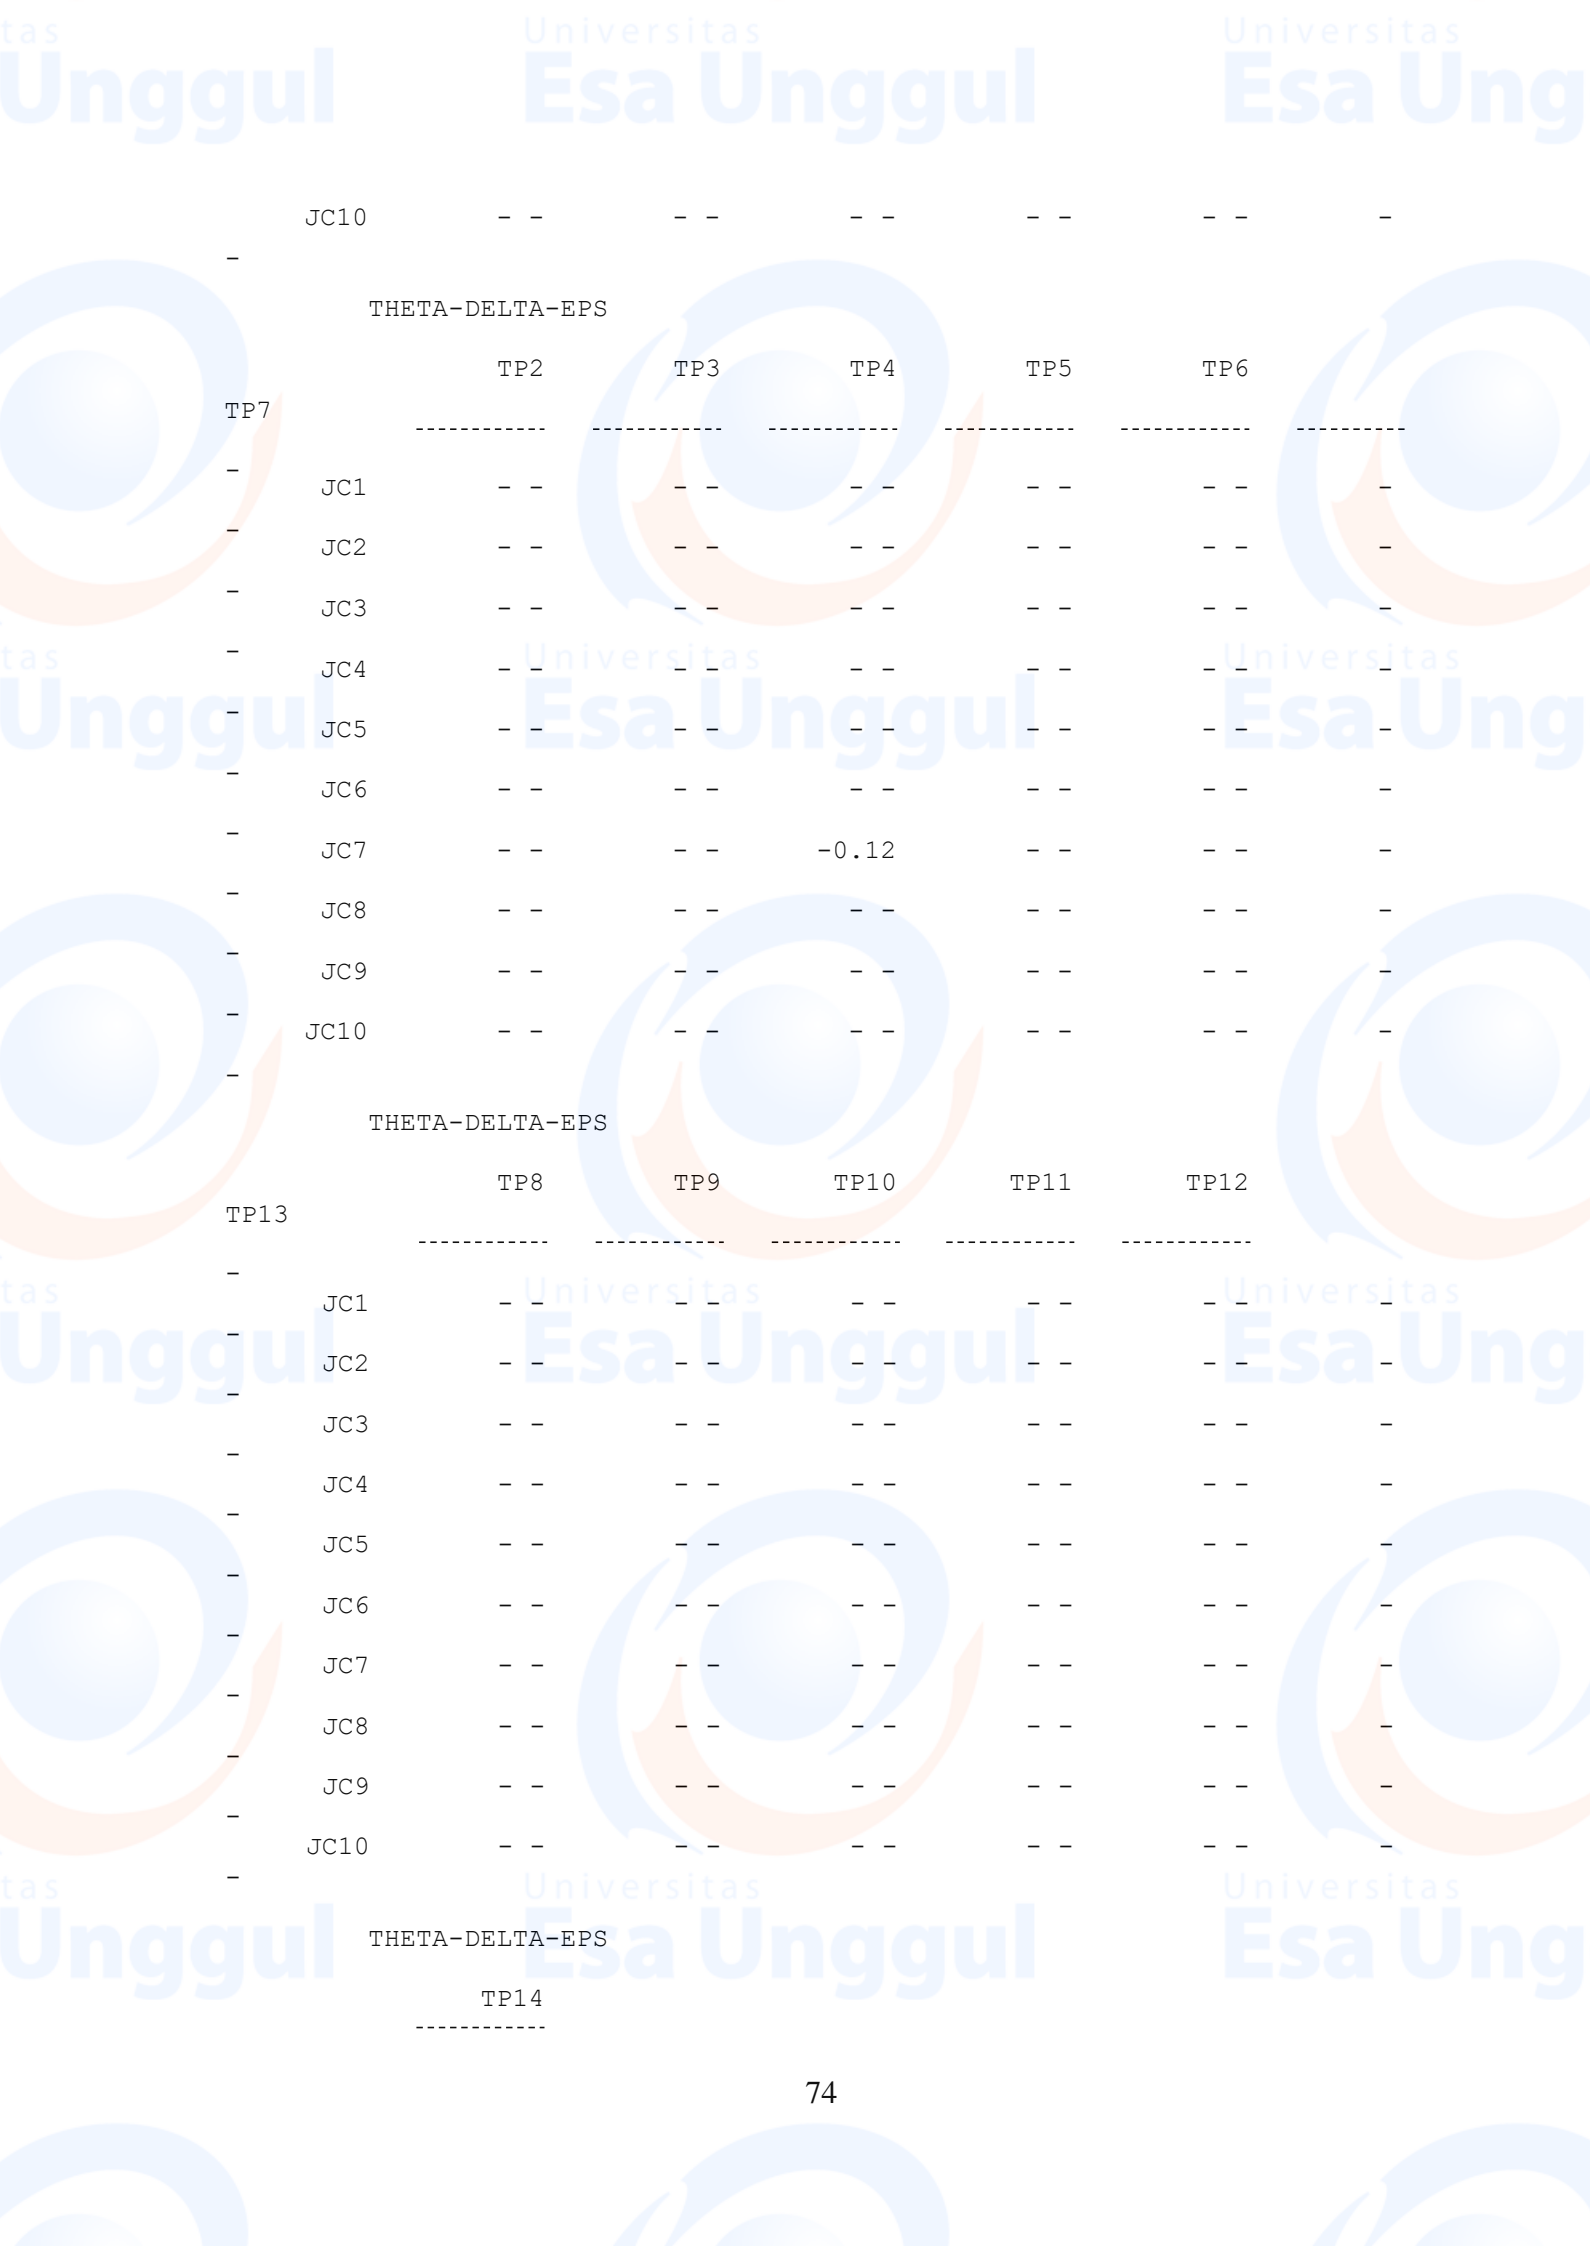 JC10 - - - - - - - - - - -
-
THETA-DELTA-EPS
TP2 TP3 TP4 TP5 TP6
TP7
------------ ------------ ------------ ------------ ------------ ----------
-
JC1 - - - - - - - - - - -
-
JC2 - - - - - - - - - - -
-
JC3 - - - - - - - - - - -
-
JC4 - - - - - - - - - - -
-
JC5 - - - - - - - - - - -
-
JC6 - - - - - - - - - - -
-
JC7 - - - - -0.12 - - - - -
-
JC8 - - - - - - - - - - -
-
JC9 - - - - - - - - - - -
-
JC10 - - - - - - - - - - -
-
THETA-DELTA-EPS
TP8 TP9 TP10 TP11 TP12
TP13
------------ ------------ ------------ ------------ ------------
-
JC1 - - - - - - - - - - -
-
JC2 - - - - - - - - - - -
-
JC3 - - - - - - - - - - -
-
JC4 - - - - - - - - - - -
-
JC5 - - - - - - - - - - -
-
JC6 - - - - - - - - - - -
-
JC7 - - - - - - - - - - -
-
JC8 - - - - - - - - - - -
-
JC9 - - - - - - - - - - -
-
JC10 - - - - - - - - - - -
-
THETA-DELTA-EPS
TP14
------------
74